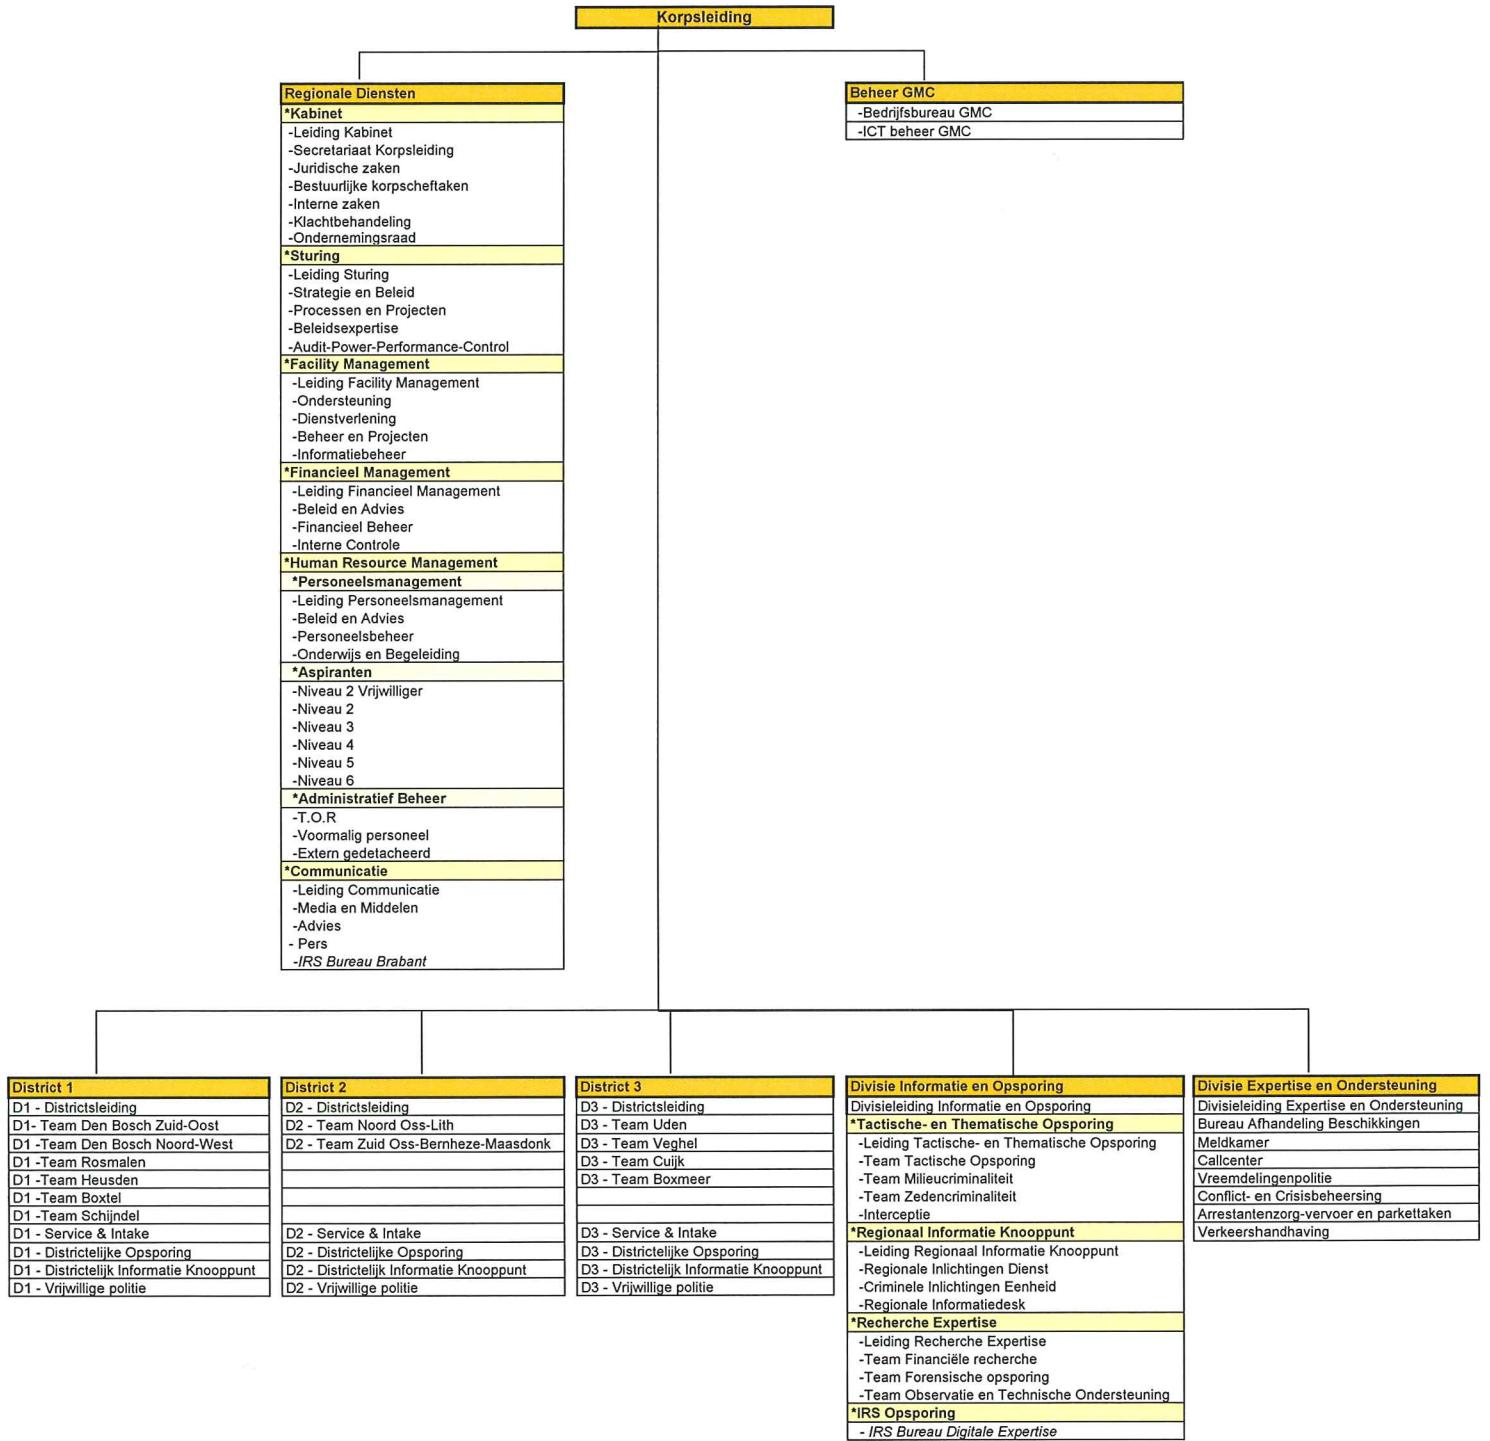 Korpsleiding
Regionale Diensten
*Kabinet
-Leiding Kabinet
-Secretariaat Korpsleiding
-Juridische zaken
-Bestuurlijke korpscheftaken
-Interne zaken
-Klachtbehandeling
-Ondernemingsraad
*Sturing
-Leiding Sturing
-Strategie en Beleid
-Processen en Projecten
-Beleidsexpertise
-Audit-Power-Performance-Control
*Facility Management
-Leiding Facility Management
-Ondersteuning
-Dienstverlening
-Beheer en Projecten
-Informatiebeheer
*Financieel Management
-Leiding Financieel Management
-Beleid en Advies
-Financieel Beheer
-Interne Controle
*Human Resource Management
*Personeelsmanagement
-Leiding Personeelsmanagement
-Beleid en Advies
-Personeelsbeheer
-Onderwijs en Begeleiding
*Aspiranten
-Niveau 2 Vrijwilliger
-Niveau 2
-Niveau 3
-Niveau 4
-Niveau 5
-Niveau 6
*Administratief Beheer
-T.O.R
-Voormalig personeel
-Extern gedetacheerd
*Communicatie
-Leiding Communicatie
-Media en Middelen
-Advies
- Pers
-IRS Bureau Brabant
Beheer GMC
-Bedrijfsbureau GMC
-ICT beheer GMC
District 1
D1 - Districtsleiding
D1- Team Den Bosch Zuid-Oost
D1 -Team Den Bosch Noord-West
D1 -Team Rosmalen
D1 -Team Heusden
D1 -Team Boxtel
D1 -Team Schijndel
D1 - Service & Intake
D1 - Districtelijke Opsporing
D1 - Districtelijk Informatie Knooppunt
D1 - Vrijwillige politie
District 2
D2 - Districtsleiding
D2 - Team Noord Oss-Lith
D2 - Team Zuid Oss-Bernheze-Maasdonk
D2 - Service & Intake
D2 - Districtelijke Opsporing
D2 - Districtelijk Informatie Knooppunt
D2 - Vrijwillige politie
District 3
D3 - Districtsleiding
D3 - Team Uden
D3 - Team Veghel
D3 - Team Cuijk
D3 - Team Boxmeer
D3 - Service & Intake
D3 - Districtelijke Opsporing
D3 - Districtelijk Informatie Knooppunt
D3 - Vrijwillige politie
Divisie Informatie en Opsporing
Divisieleiding Informatie en Opsporing
*Tactische- en Thematische Opsporing
-Leiding Tactische- en Thematische Opsporing
-Team Tactische Opsporing
-Team Milieucriminaliteit
-Team Zedencriminaliteit
-Interceptie
*Regionaal Informatie Knooppunt
-Leiding Regionaal Informatie Knooppunt
-Regionale Inlichtingen Dienst
-Criminele Inlichtingen Eenheid
-Regionale Informatiedesk
*Recherche Expertise
-Leiding Recherche Expertise
-Team Financiële recherche
-Team Forensische opsporing
-Team Observatie en Technische Ondersteuning
*IRS Opsporing
- IRS Bureau Digitale Expertise
Divisie Expertise en Ondersteuning
Divisieleiding Expertise en Ondersteuning
Bureau Afhandeling Beschikkingen
Meldkamer
Callcenter
Vreemdelingenpolitie
Conflict- en Crisisbeheersing
Arrestantenzorg-vervoer en parkettaken
Verkeershandhaving